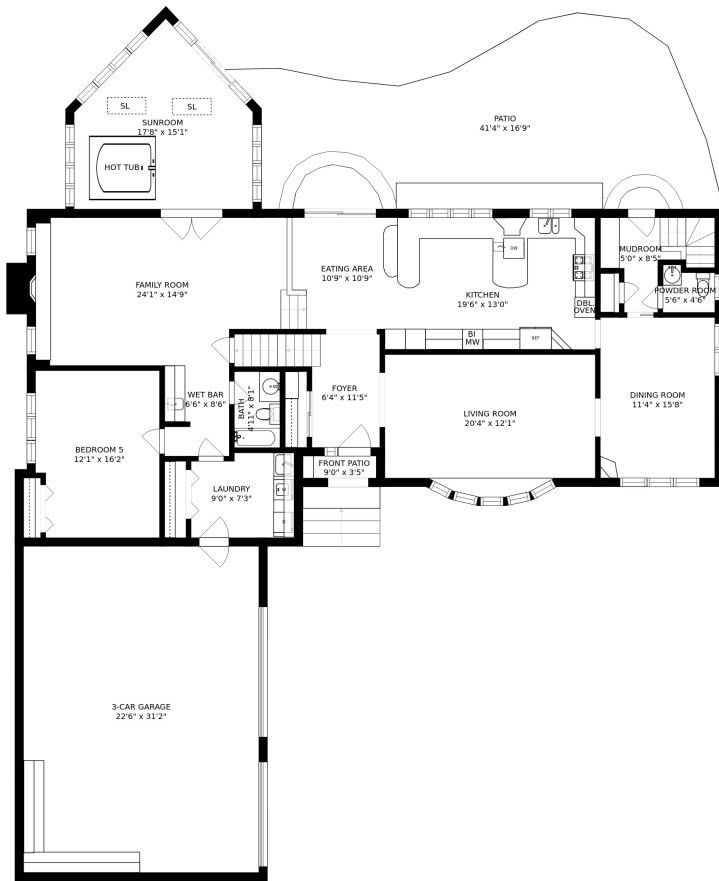 SL
SL
SUNROOM
17'8" x 15'1"
HOT TUB
PATIO
41'4" x 16'9"
FAMILY ROOM
24'1" x 14'9"
EATING AREA
10'9" x 10'9"
DW
KITCHEN
19'6" x 13'0"
DBL.
OVEN
BI
MW
REF
MUDROOM
5'0" x 8'5"
POWDER ROOM
5'6" x 4'6"
WET BAR
6'6" x 8'6"
BATH
4'11" x 8'1"
FOYER
6'4" x 11'5"
LIVING ROOM
20'4" x 12'1"
DINING ROOM
11'4" x 15'8"
BEDROOM 5
12'1" x 16'2"
FRONT PATIO
9'0" x 3'5"
LAUNDRY
9'0" x 7'3"
3-CAR GARAGE
22'6" x 31'2"